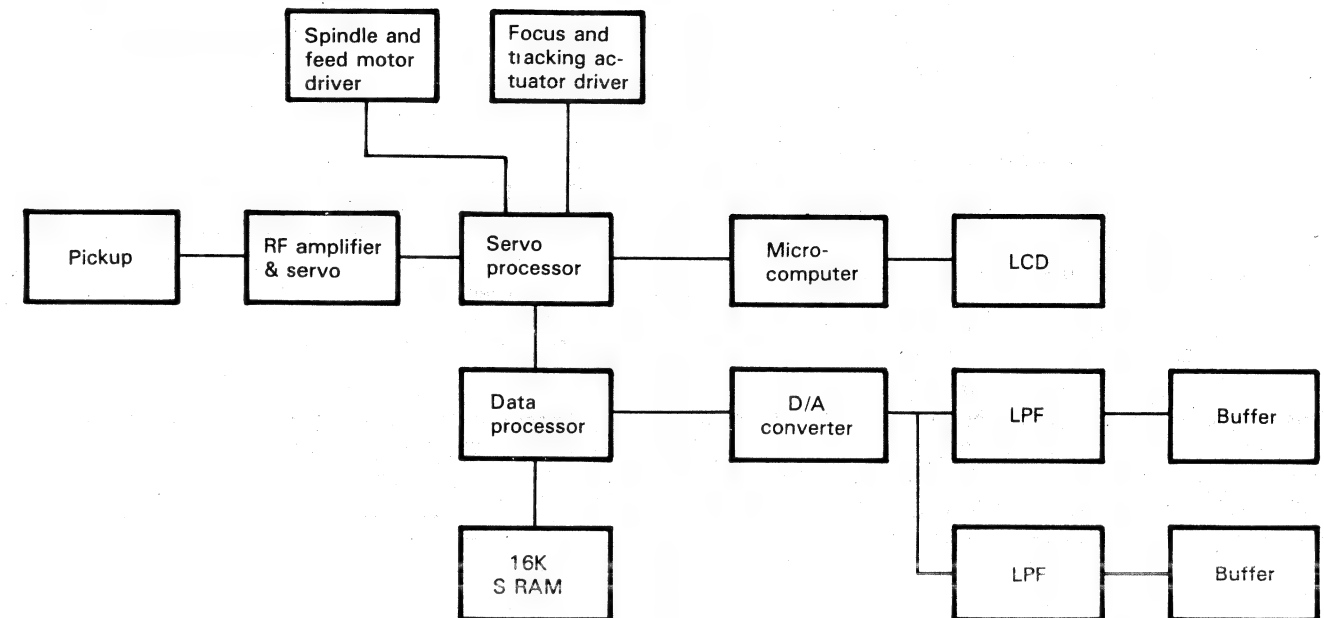 Spindle and
feed motor
driver
Focus and
tracking ac-
tuator driver
Pickup
RF amplifier
& servo
Servo
processor
Micro-
computer
LCD
Data
processor
D/A
converter
LPF
Buffer
16K
S RAM
LPF
Buffer